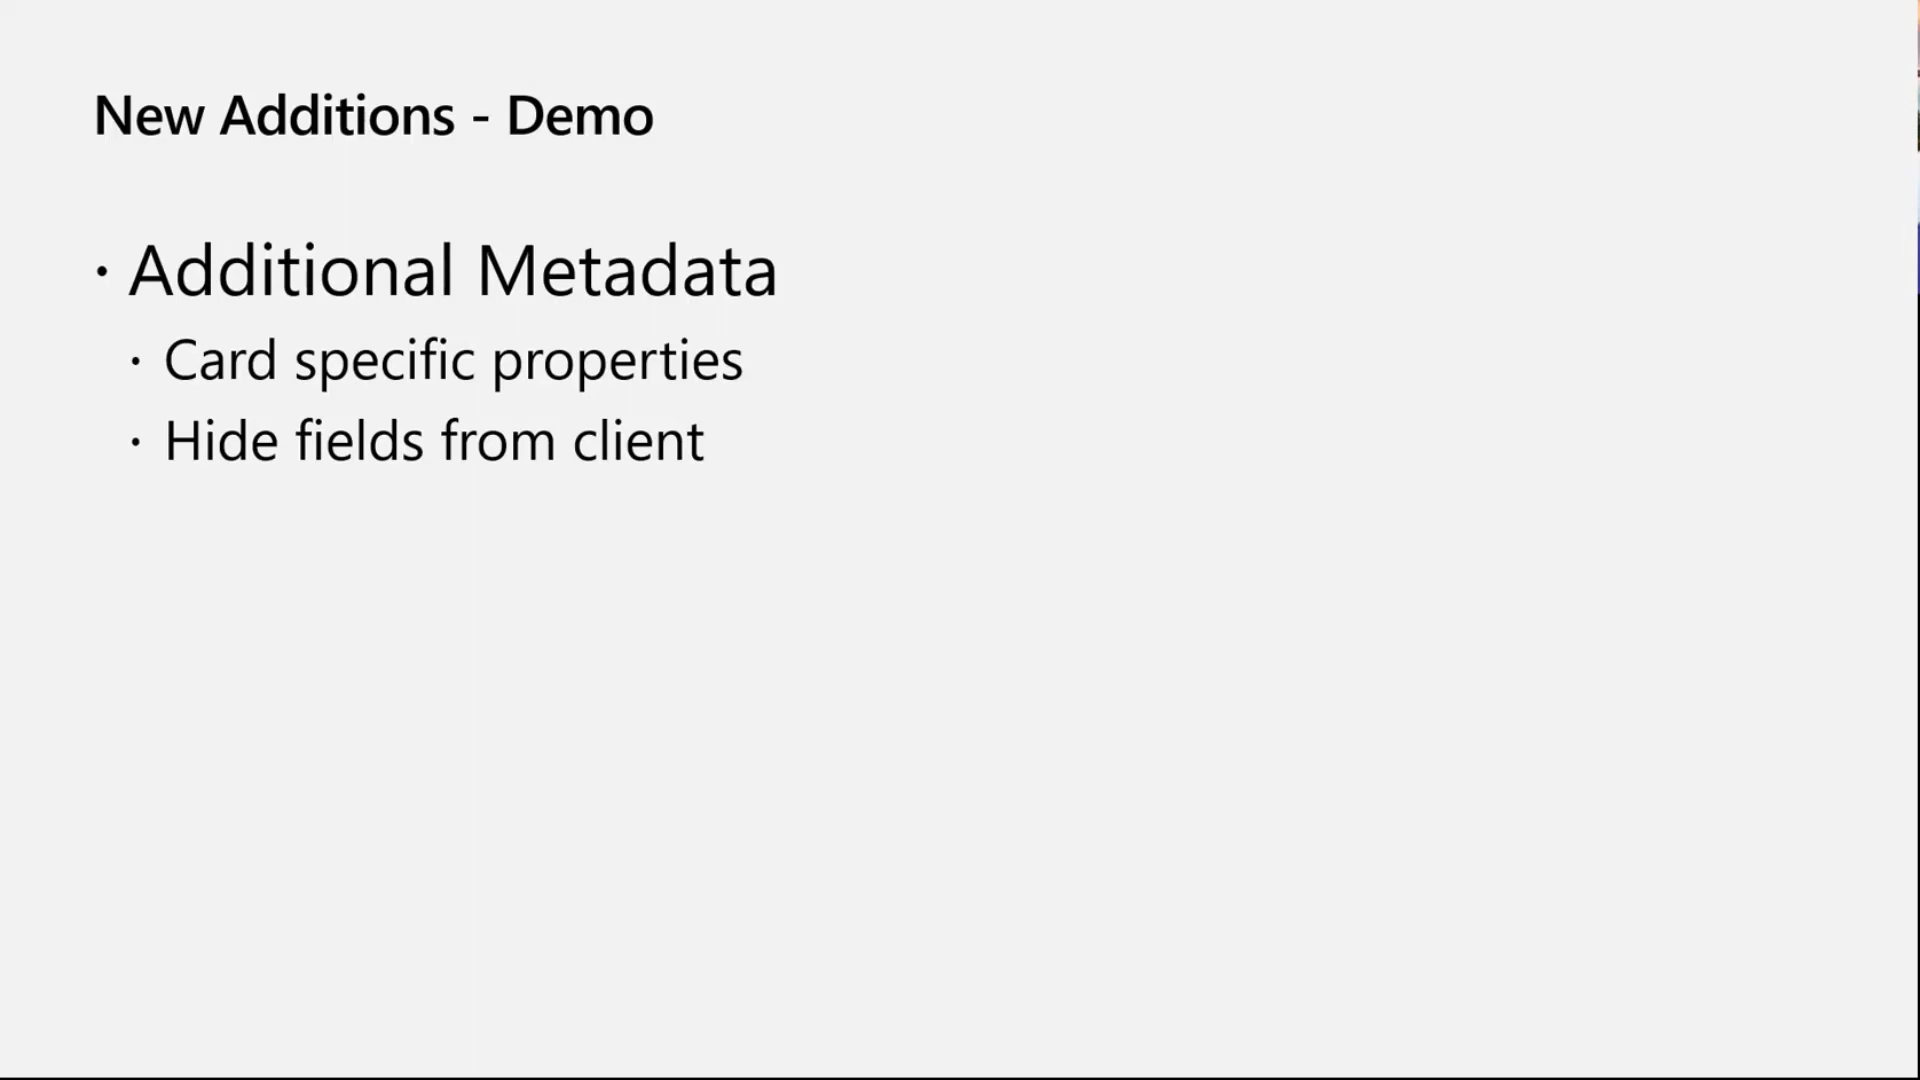 New Additions - Demo
· Additional Metadata
· Card specific properties
· Hide fields from client